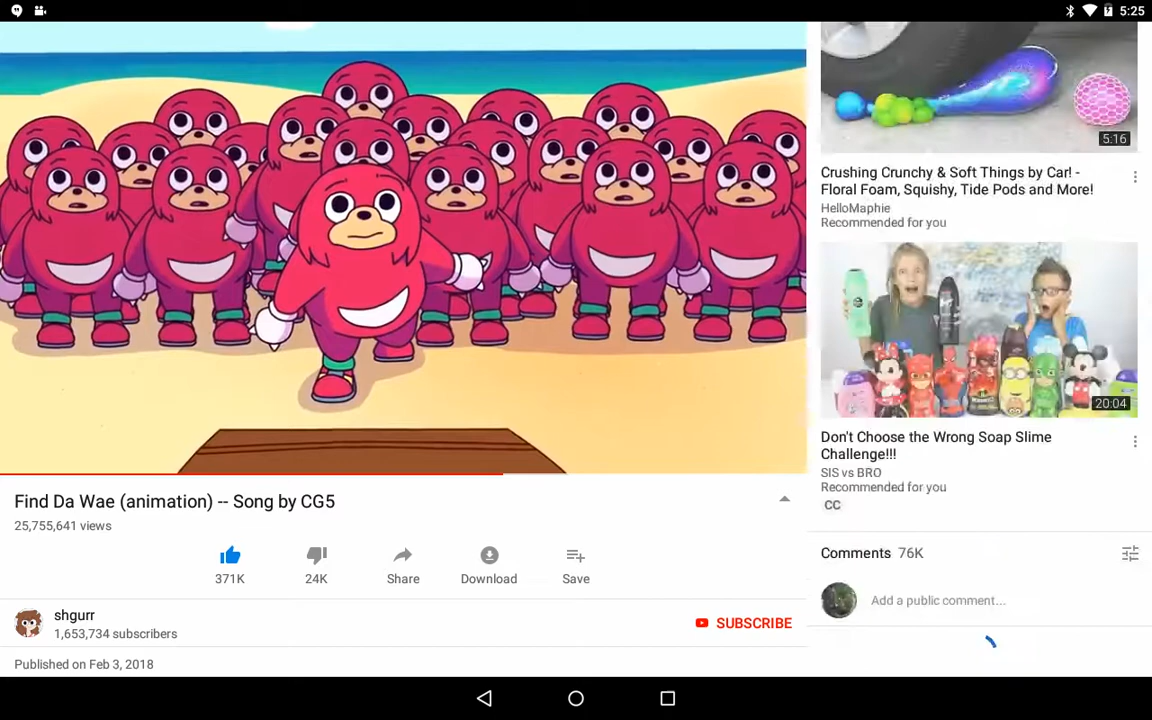 5:25
5:16
Crushing Crunchy & Soft Things by Car! -
Floral Foam, Squishy, Tide Pods and More!
HelloMaphie
Recommended for you
20:04
Don't Choose the Wrong Soap Slime
Challenge!!!
SIS vs BRO
Recommended for you
CC
Find Da Wae (animation) -- Song by CG5
25,755,641 views
371K
24K
Share
Download
Save
shgurr
1,653,734 subscribers
SUBSCRIBE
Published on Feb 3, 2018
Comments 76K
Add a public comment...